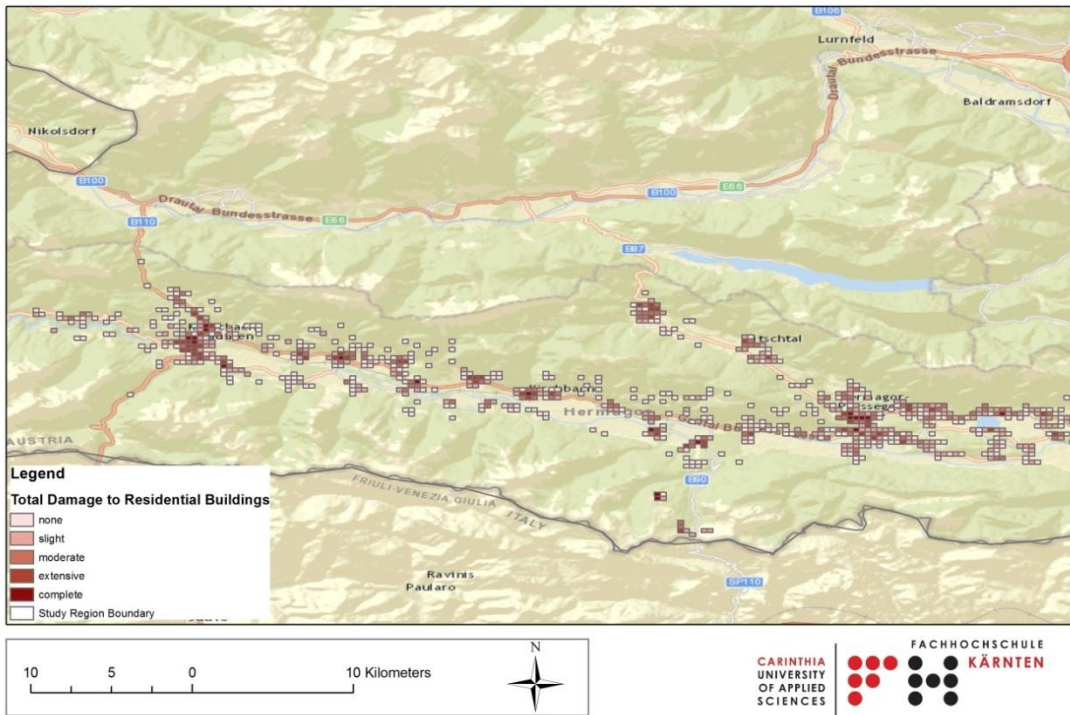 B106
Lurnfeld
Drautal Bundesstrasse
Baldramsdorf
Nikolsdorf
B100
E66
B100
Drautal Bundesstrasse
E66
B110
B87
AUSTRIA
FRIULI-VENEZIA GIULIA
ITALY
B90
Ravinis
Paularo
SP110
Legend
Total Damage to Residential Buildings
none
slight
moderate
extensive
complete
Study Region Boundary
N
10 5 0 10 Kilometers
CARINTHIA
UNIVERSITY
OF APPLIED
SCIENCES
FACHHOCHSCHULE
KÄRNTEN